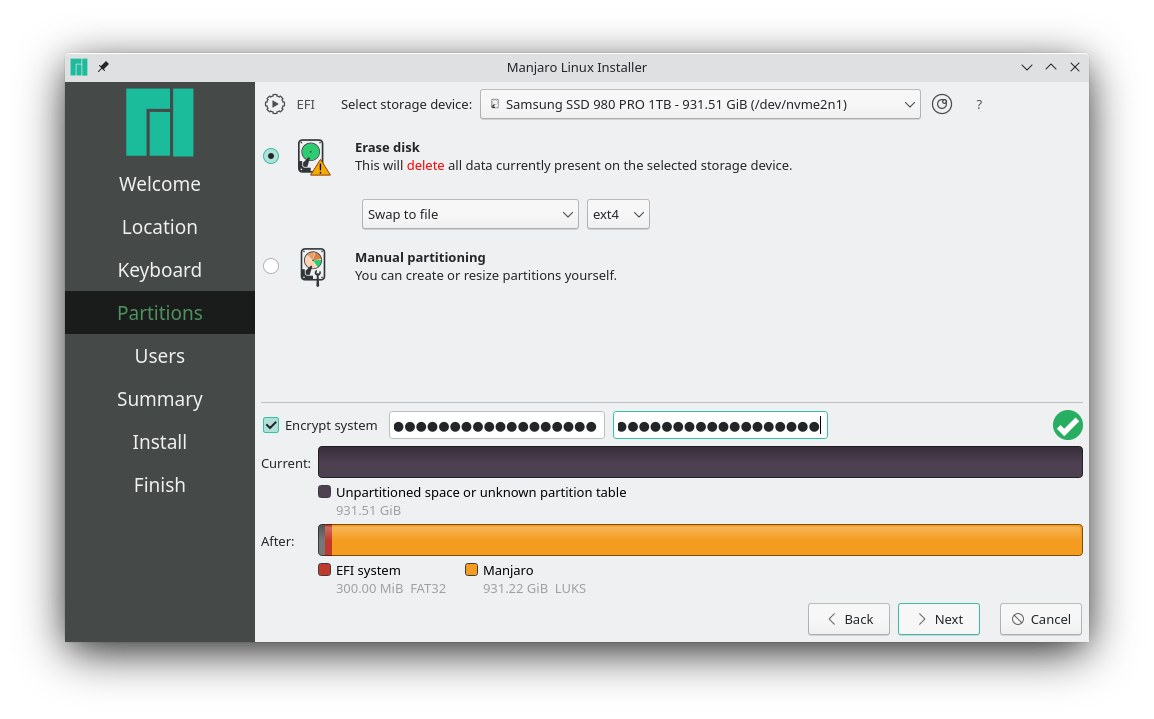 Manjaro Linux Installer
EFI Select storage device: Samsung SSD 980 PRO 1TB - 931.51 GiB (/dev/nvme2n1) ?
Welcome
Location
Keyboard
Partitions
Users
Summary
Install
Finish
Erase disk
This will delete all data currently present on the selected storage device.
Swap to file ext4
Manual partitioning
You can create or resize partitions yourself.
Encrypt system ●●●●●●●●●●●●●●●●●● ●●●●●●●●●●●●●●●●●●
Current:
Unpartitioned space or unknown partition table
931.51 GiB
After:
EFI system Manjaro
300.00 MiB FAT32 931.22 GiB LUKS
Back Next Cancel